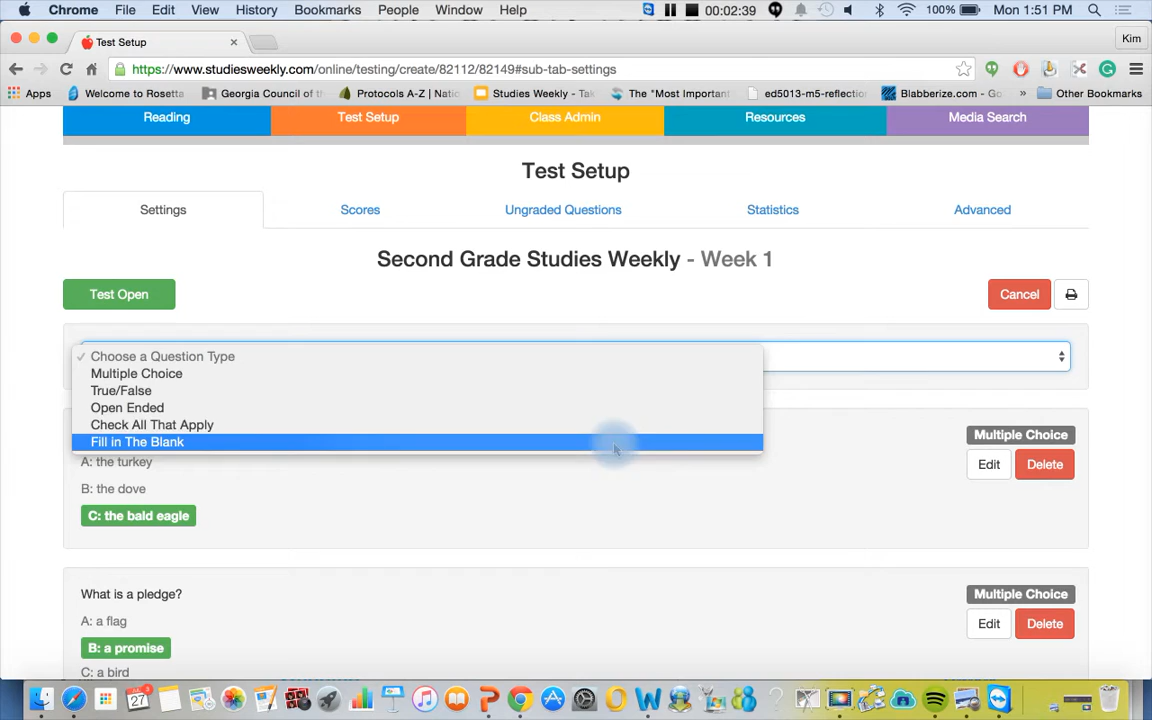 Chrome File Edit View History Bookmarks People Window Help 00:02:39 100% Mon 1:51 PM
Test Setup Kim
https://www.studiesweekly.com/online/testing/create/82112/82149#sub-tab-settings
Apps Welcome to Rosetta Georgia Council of th Protocols A-Z | Natio Studies Weekly - Tak The "Most Important ed5013-m5-reflectio Blabberize.com - Go » Other Bookmarks
Reading Test Setup Class Admin Resources Media Search
Test Setup
Settings Scores Ungraded Questions Statistics Advanced
Second Grade Studies Weekly - Week 1
Test Open Cancel
✓ Choose a Question Type
Multiple Choice
True/False
Open Ended
Check All That Apply
Fill in The Blank
Multiple Choice
A: the turkey Edit Delete
B: the dove
C: the bald eagle
What is a pledge? Multiple Choice
A: a flag Edit Delete
B: a promise
C: a bird
27